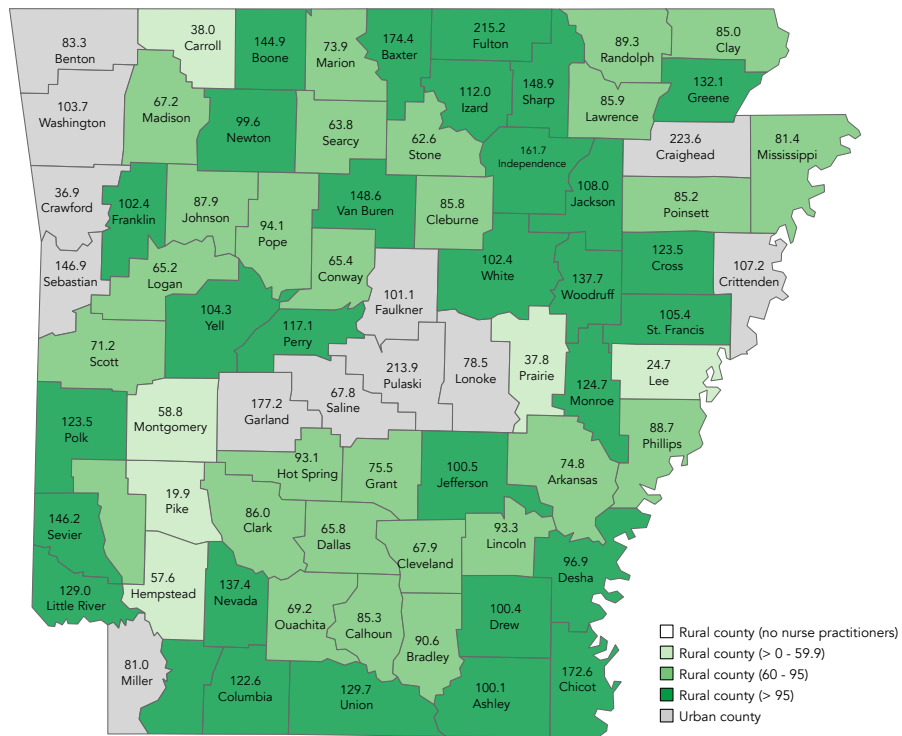 38.0
Carroll
83.3
Benton
144.9
Boone
73.9
Marion
174.4
Baxter
215.2
Fulton
89.3
Randolph
85.0
Clay
103.7
Washington
67.2
Madison
99.6
Newton
63.8
Searcy
62.6
Stone
112.0
Izard
148.9
Sharp
85.9
Lawrence
132.1
Greene
223.6
Craighead
81.4
Mississippi
161.7
Independence
36.9
Crawford
102.4
Franklin
87.9
Johnson
94.1
Pope
148.6
Van Buren
85.8
Cleburne
108.0
Jackson
85.2
Poinsett
146.9
Sebastian
65.2
Logan
65.4
Conway
102.4
White
137.7
Woodruff
123.5
Cross
107.2
Crittenden
101.1
Faulkner
104.3
Yell
117.1
Perry
105.4
St. Francis
71.2
Scott
213.9
Pulaski
78.5
Lonoke
37.8
Prairie
24.7
Lee
124.7
Monroe
58.8
Montgomery
177.2
Garland
67.8
Saline
123.5
Polk
93.1
Hot Spring
75.5
Grant
100.5
Jefferson
74.8
Arkansas
88.7
Phillips
19.9
Pike
86.0
Clark
65.8
Dallas
67.9
Cleveland
93.3
Lincoln
146.2
Sevier
96.9
Desha
129.0
Little River
57.6
Hempstead
137.4
Nevada
69.2
Ouachita
85.3
Calhoun
90.6
Bradley
100.4
Drew
81.0
Miller
122.6
Columbia
129.7
Union
100.1
Ashley
172.6
Chicot
Rural county (no nurse practitioners)
Rural county (> 0 - 59.9)
Rural county (60 - 95)
Rural county (> 95)
Urban county